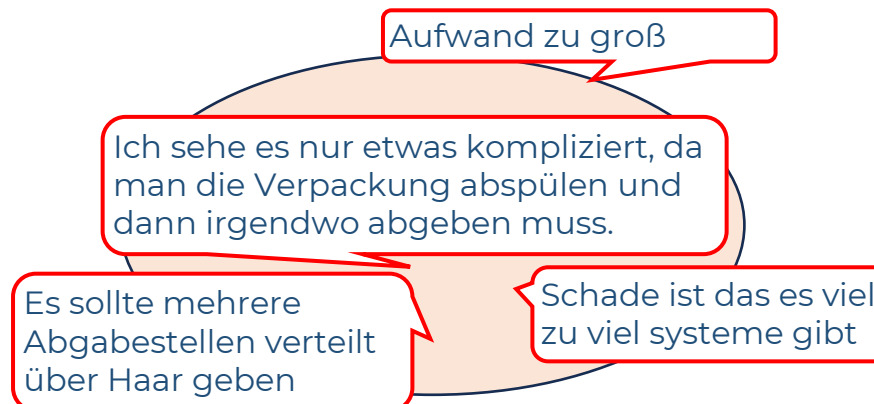 Aufwand zu groß
Ich sehe es nur etwas kompliziert, da
man die Verpackung abspülen und
dann irgendwo abgeben muss.
Es sollte mehrere
Abgabestellen verteilt
über Haar geben
Schade ist das es viel
zu viel systeme gibt